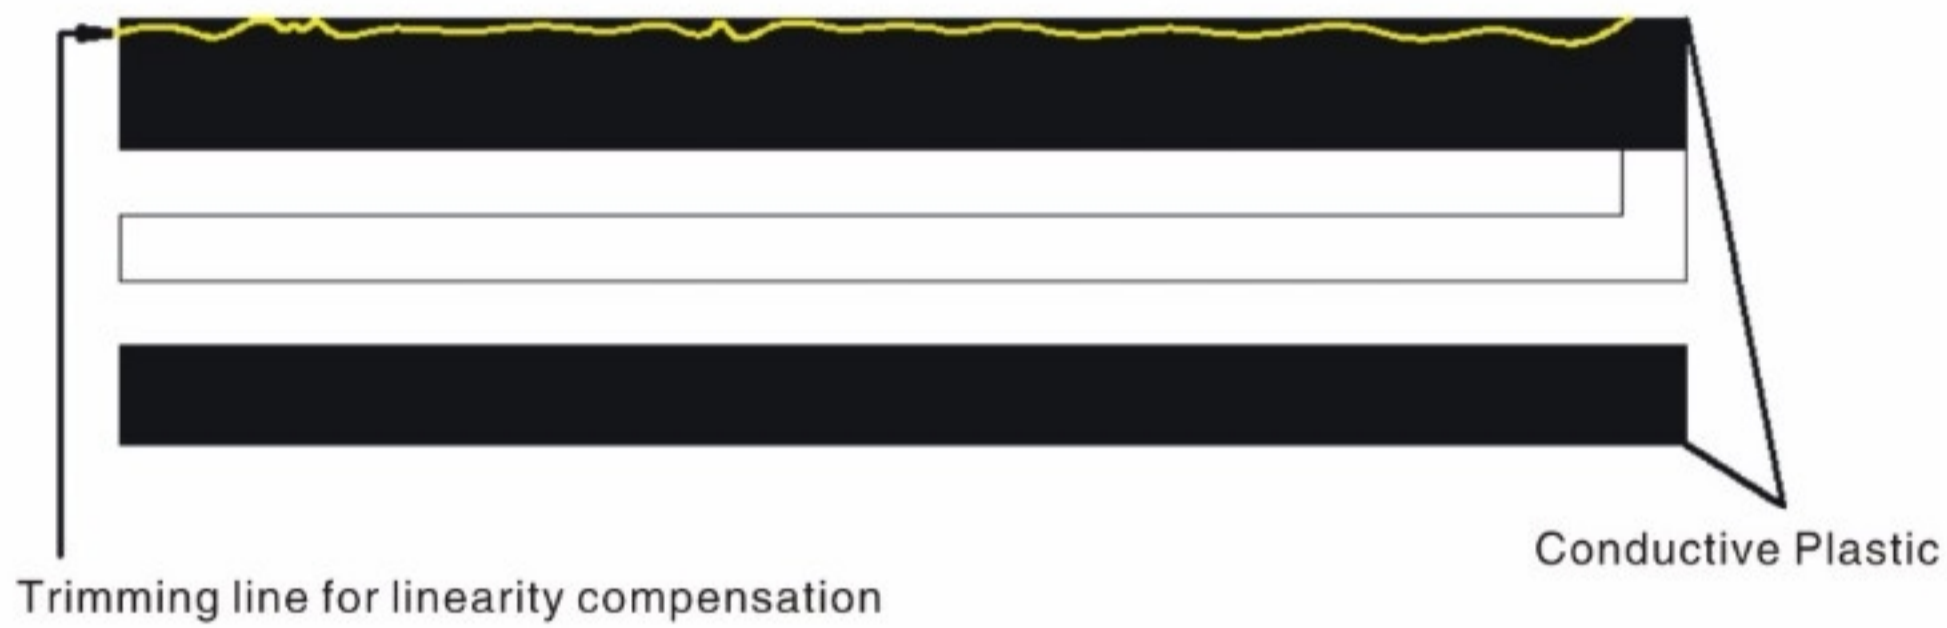 Conductive Plastic
Trimming line for linearity compensation